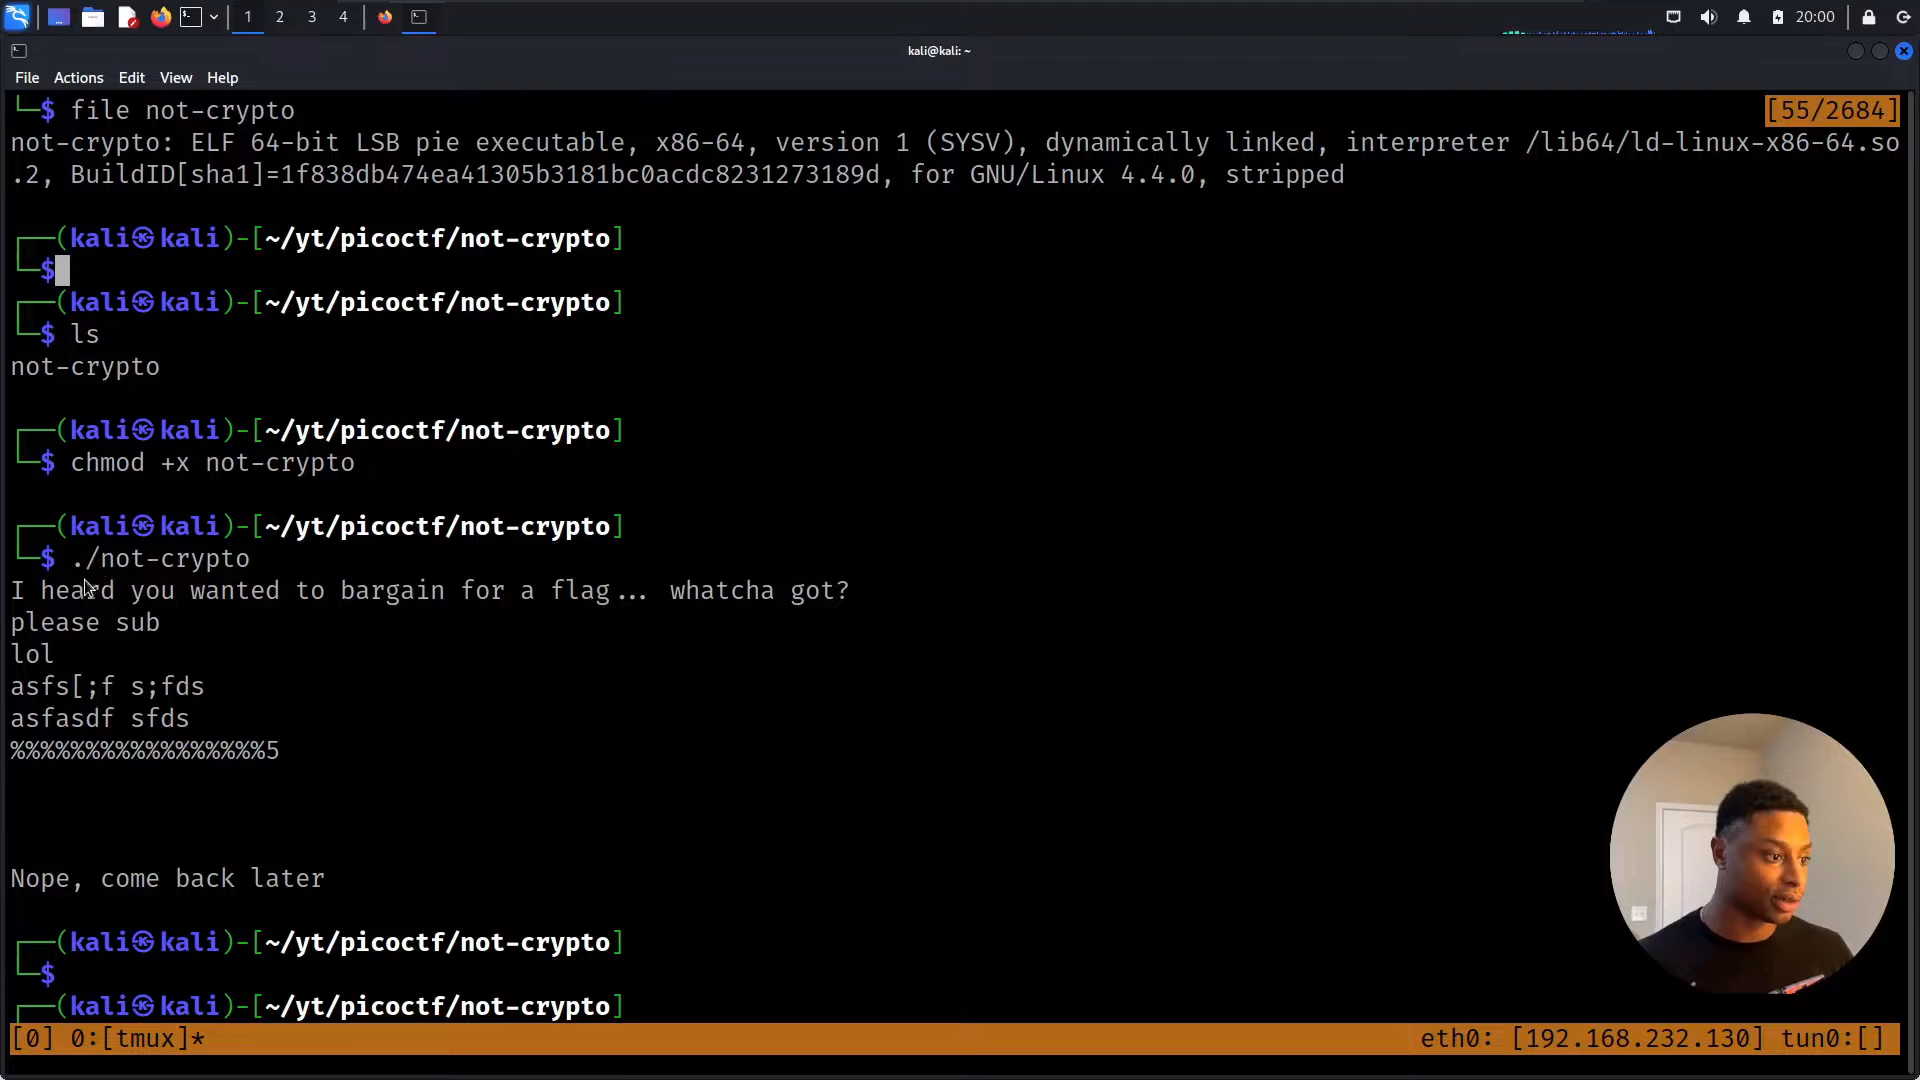 1 2 3 4 20:00
kali@kali: ~
File Actions Edit View Help
└─$ file not-crypto [55/2684]
not-crypto: ELF 64-bit LSB pie executable, x86-64, version 1 (SYSV), dynamically linked, interpreter /lib64/ld-linux-x86-64.so
.2, BuildID[sha1]=1f838db474ea41305b3181bc0acdc8231273189d, for GNU/Linux 4.4.0, stripped
┌──(kali㉿kali)-[~/yt/picoctf/not-crypto]
└─$
┌──(kali㉿kali)-[~/yt/picoctf/not-crypto]
└─$ ls
not-crypto
┌──(kali㉿kali)-[~/yt/picoctf/not-crypto]
└─$ chmod +x not-crypto
┌──(kali㉿kali)-[~/yt/picoctf/not-crypto]
└─$ ./not-crypto
I heard you wanted to bargain for a flag... whatcha got?
please sub
lol
asfs[;f s;fds
asfasdf sfds
%%%%%%%%%%%%%%%%%5
Nope, come back later
┌──(kali㉿kali)-[~/yt/picoctf/not-crypto]
└─$
┌──(kali㉿kali)-[~/yt/picoctf/not-crypto]
[0] 0:[tmux]* eth0: [192.168.232.130] tun0:[]